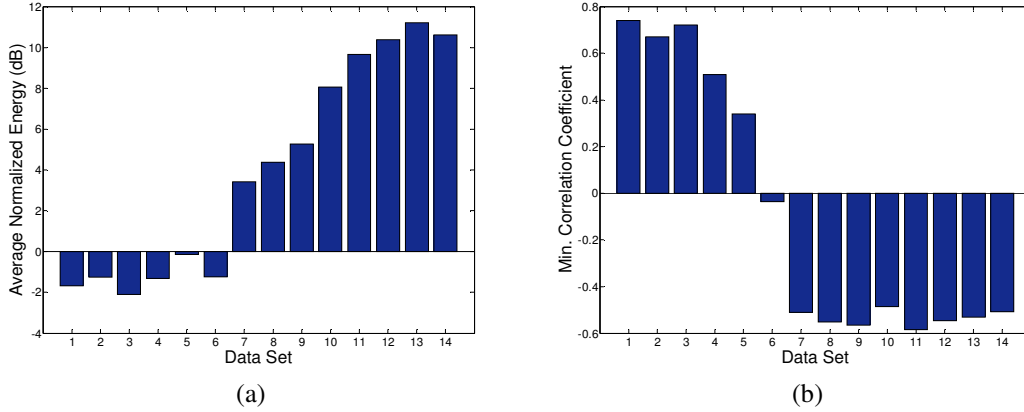 12
10
8
6
4
2
0
-2
-4
Average Normalized Energy (dB)
1 2 3 4 5 6 7 8 9 10 11 12 13 14
Data Set
(a)
0.8
0.6
0.4
0.2
0
-0.2
-0.4
-0.6
Min. Correlation Coefficient
1 2 3 4 5 6 7 8 9 10 11 12 13 14
Data Set
(b)